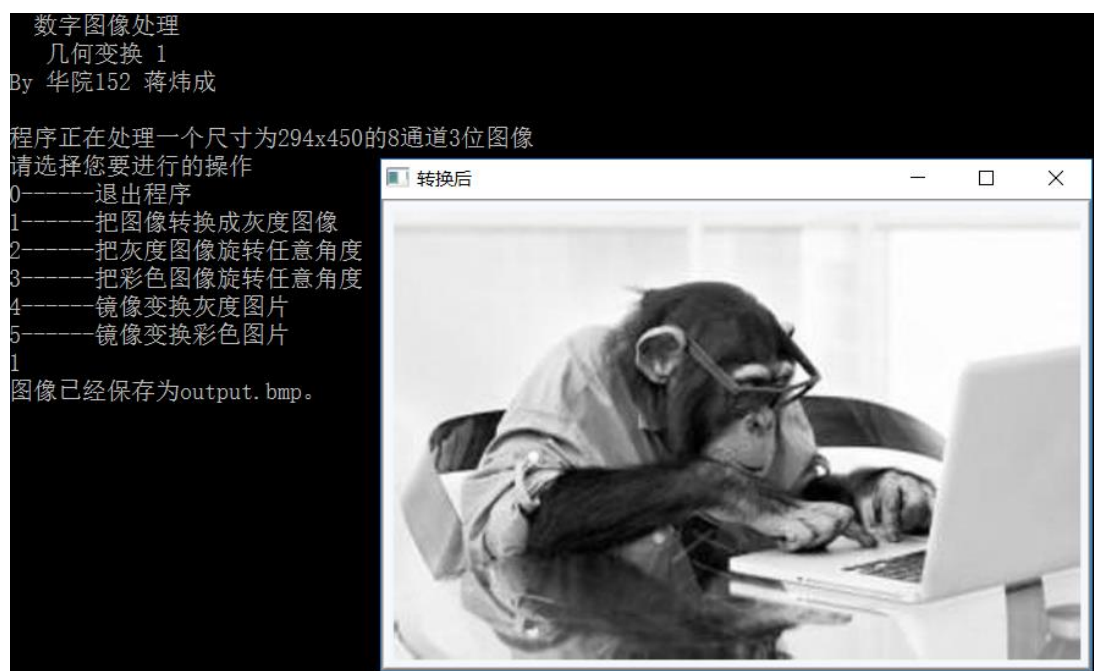 数字图像处理
几何变换 1
By 华院152 蒋炜成
程序正在处理一个尺寸为294x450的8通道3位图像
请选择您要进行的操作
0------退出程序
1------把图像转换成灰度图像
2------把灰度图像旋转任意角度
3------把彩色图像旋转任意角度
4------镜像变换灰度图片
5------镜像变换彩色图片
1
图像已经保存为output.bmp。
转换后